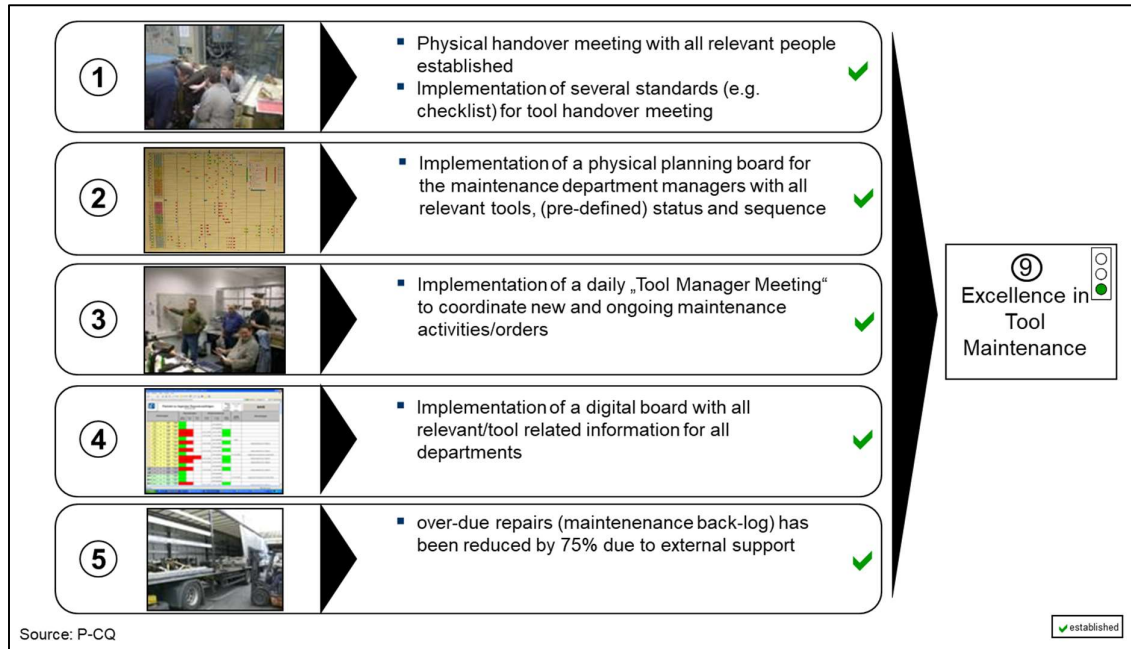 1
▪ Physical handover meeting with all relevant people
established
▪ Implementation of several standards (e.g.
checklist) for tool handover meeting
2
▪ Implementation of a physical planning board for
the maintenance department managers with all
relevant tools, (pre-defined) status and sequence
3
▪ Implementation of a daily „Tool Manager Meeting“
to coordinate new and ongoing maintenance
activities/orders
4
▪ Implementation of a digital board with all
relevant/tool related information for all
departments
5
▪ over-due repairs (maintenenance back-log) has
been reduced by 75% due to external support
9
Excellence in
Tool
Maintenance
Source: P-CQ
established